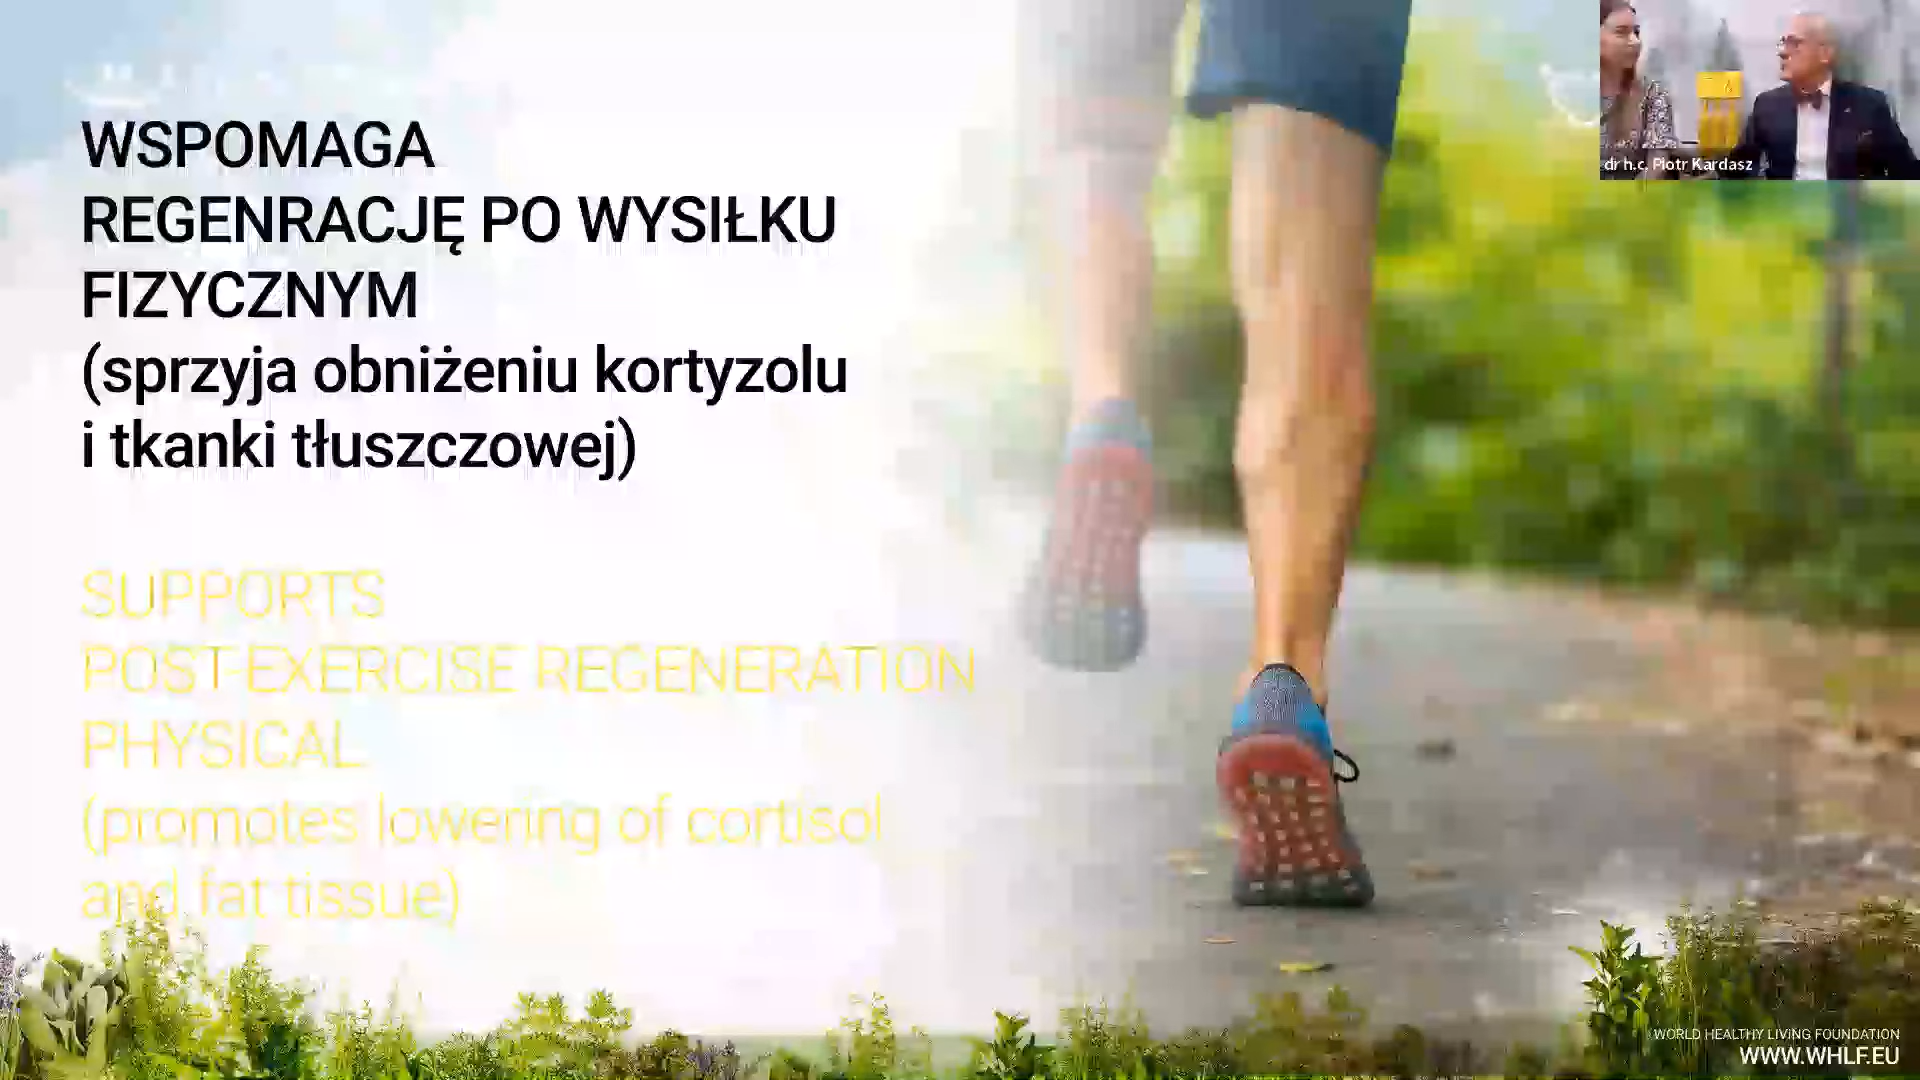 WSPOMAGA
REGENRACJĘ PO WYSIŁKU
FIZYCZNYM
(sprzyja obniżeniu kortyzolu
i tkanki tłuszczowej)
SUPPORTS
POST-EXERCISE REGENERATION
PHYSICAL
(promotes lowering of cortisol
and fat tissue)
dr h.c. Piotr Kardasz
WORLD HEALTHY LIVING FOUNDATION
WWW.WHLF.EU